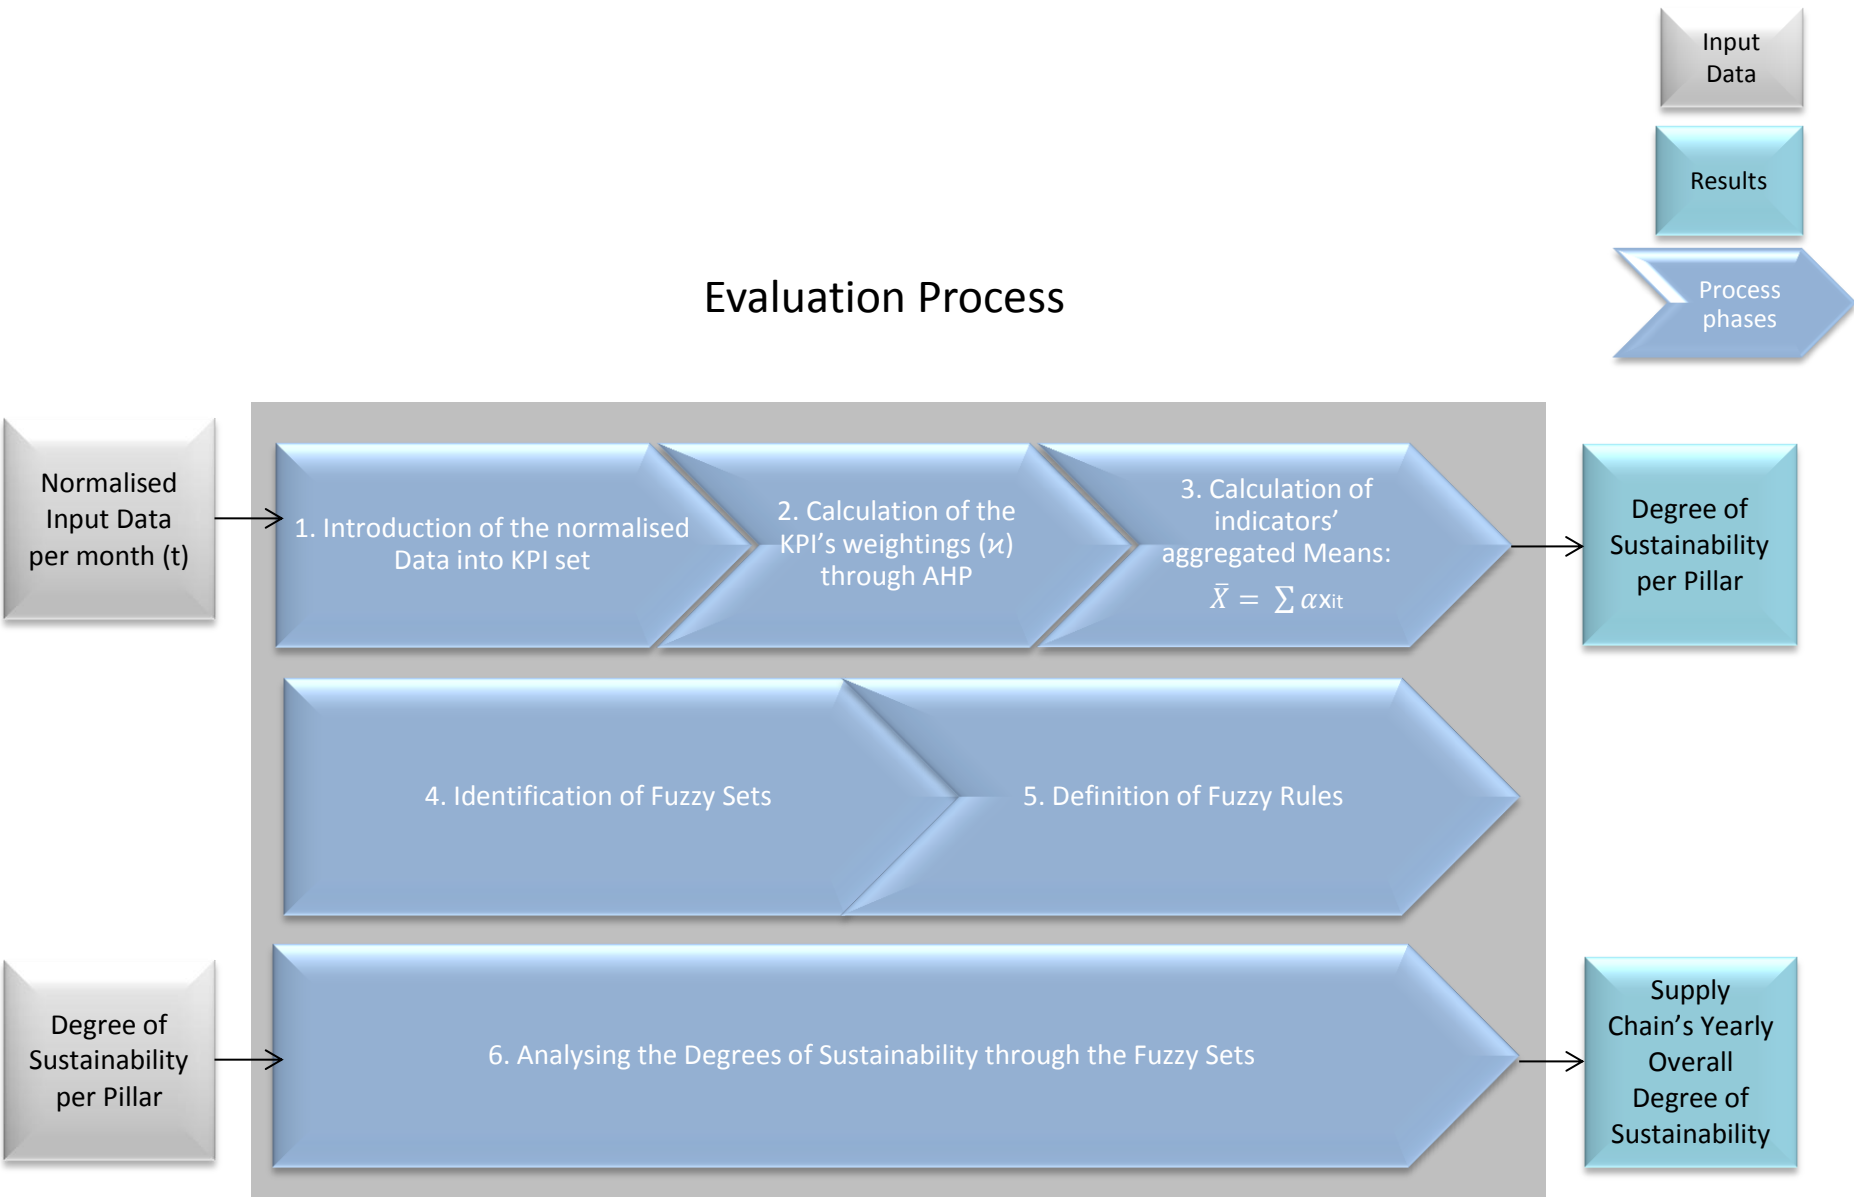 Input
Data
Results
Process
phases
Evaluation Process
Normalised
Input Data
per month (t)
1. Introduction of the normalised
Data into KPI set
2. Calculation of the
KPI's weightings (ϰ)
through AHP
3. Calculation of
indicators'
aggregated Means:
X̄ = ∑ αxit
Degree of
Sustainability
per Pillar
4. Identification of Fuzzy Sets
5. Definition of Fuzzy Rules
Degree of
Sustainability
per Pillar
6. Analysing the Degrees of Sustainability through the Fuzzy Sets
Supply
Chain's Yearly
Overall
Degree of
Sustainability